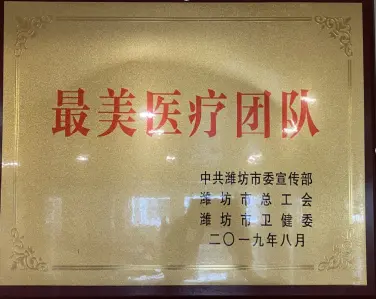 最美医疗团队
中共潍坊市委宣传部
潍坊市总工会
潍坊市卫健委
二〇一九年八月